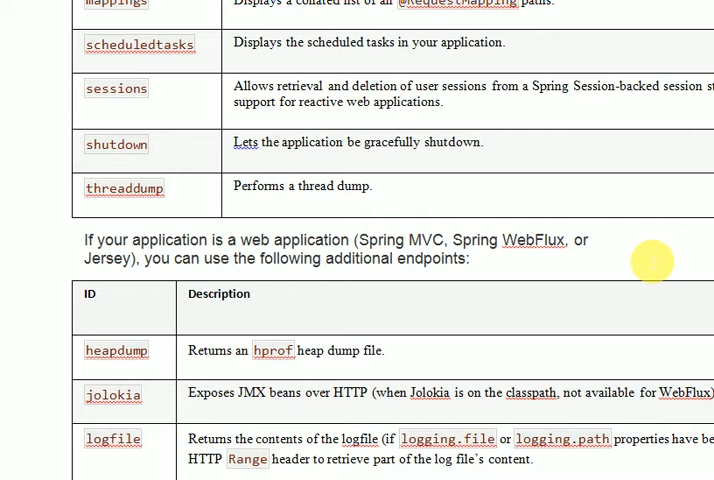 mappings Displays a collated list of all @RequestMapping paths.
scheduledtasks Displays the scheduled tasks in your application.
sessions Allows retrieval and deletion of user sessions from a Spring Session-backed session
support for reactive web applications.
shutdown Lets the application be gracefully shutdown.
threaddump Performs a thread dump.
If your application is a web application (Spring MVC, Spring WebFlux, or
Jersey), you can use the following additional endpoints:
ID Description
heapdump Returns an hprof heap dump file.
jolokia Exposes JMX beans over HTTP (when Jolokia is on the classpath, not available for WebFlux)
logfile Returns the contents of the logfile (if logging.file or logging.path properties have
HTTP Range header to retrieve part of the log file's content.